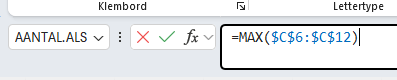 Klembord
Lettertype
AANTAL.ALS
fx
=MAX($C$6:$C$12)